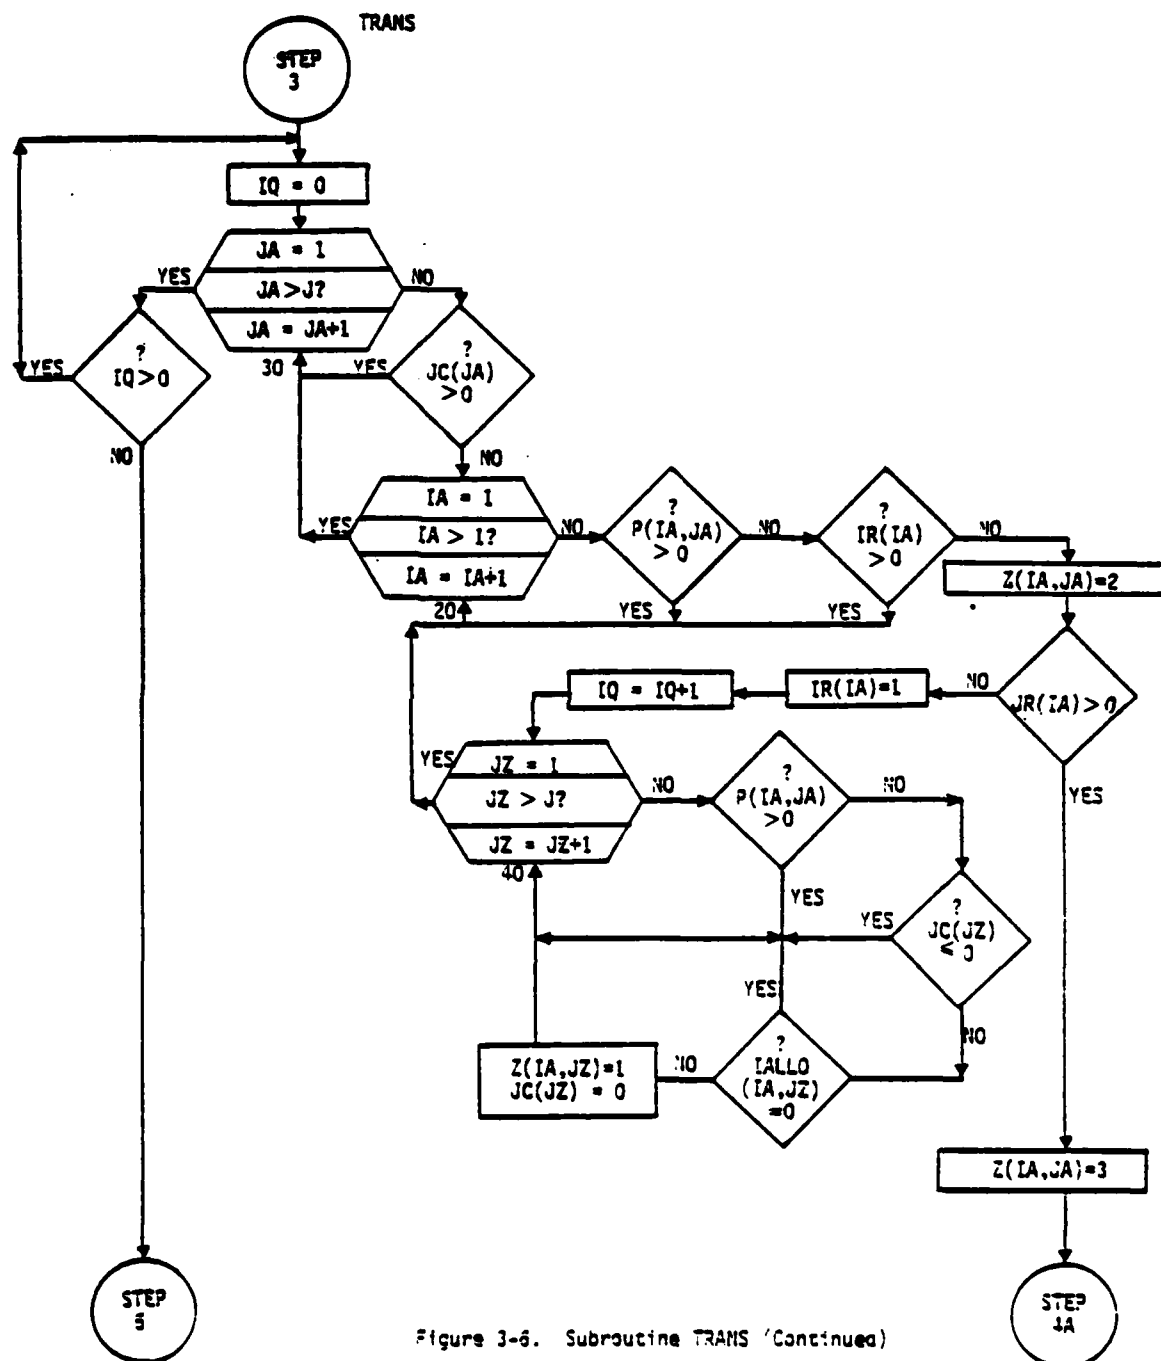 TRANS
STEP
3
IQ = 0
JA = 1
YES
JA > J?
NO
JA = JA+1
30
YES
?
IQ > 0
YES
?
JC(JA)
> 0
NO
NO
IA = 1
YES
IA > I?
NO
IA = IA+1
20
?
P(IA,JA)
> 0
NO
YES
?
IR(IA)
> 0
NO
YES
Z(IA,JA)=2
JR(IA) > 0
NO
IR(IA)=1
IQ = IQ+1
YES
YES
JZ = 1
JZ > J?
NO
JZ = JZ+1
40
?
P(IA,JA)
> 0
NO
YES
?
JC(JZ)
≤ 0
YES
NO
YES
?
IALLO
(IA,JZ)
=0
NO
Z(IA,JZ)=1
JC(JZ) = 0
Z(IA,JA)=3
STEP
5
STEP
4A
Figure 3-6. Subroutine TRANS (Continued)